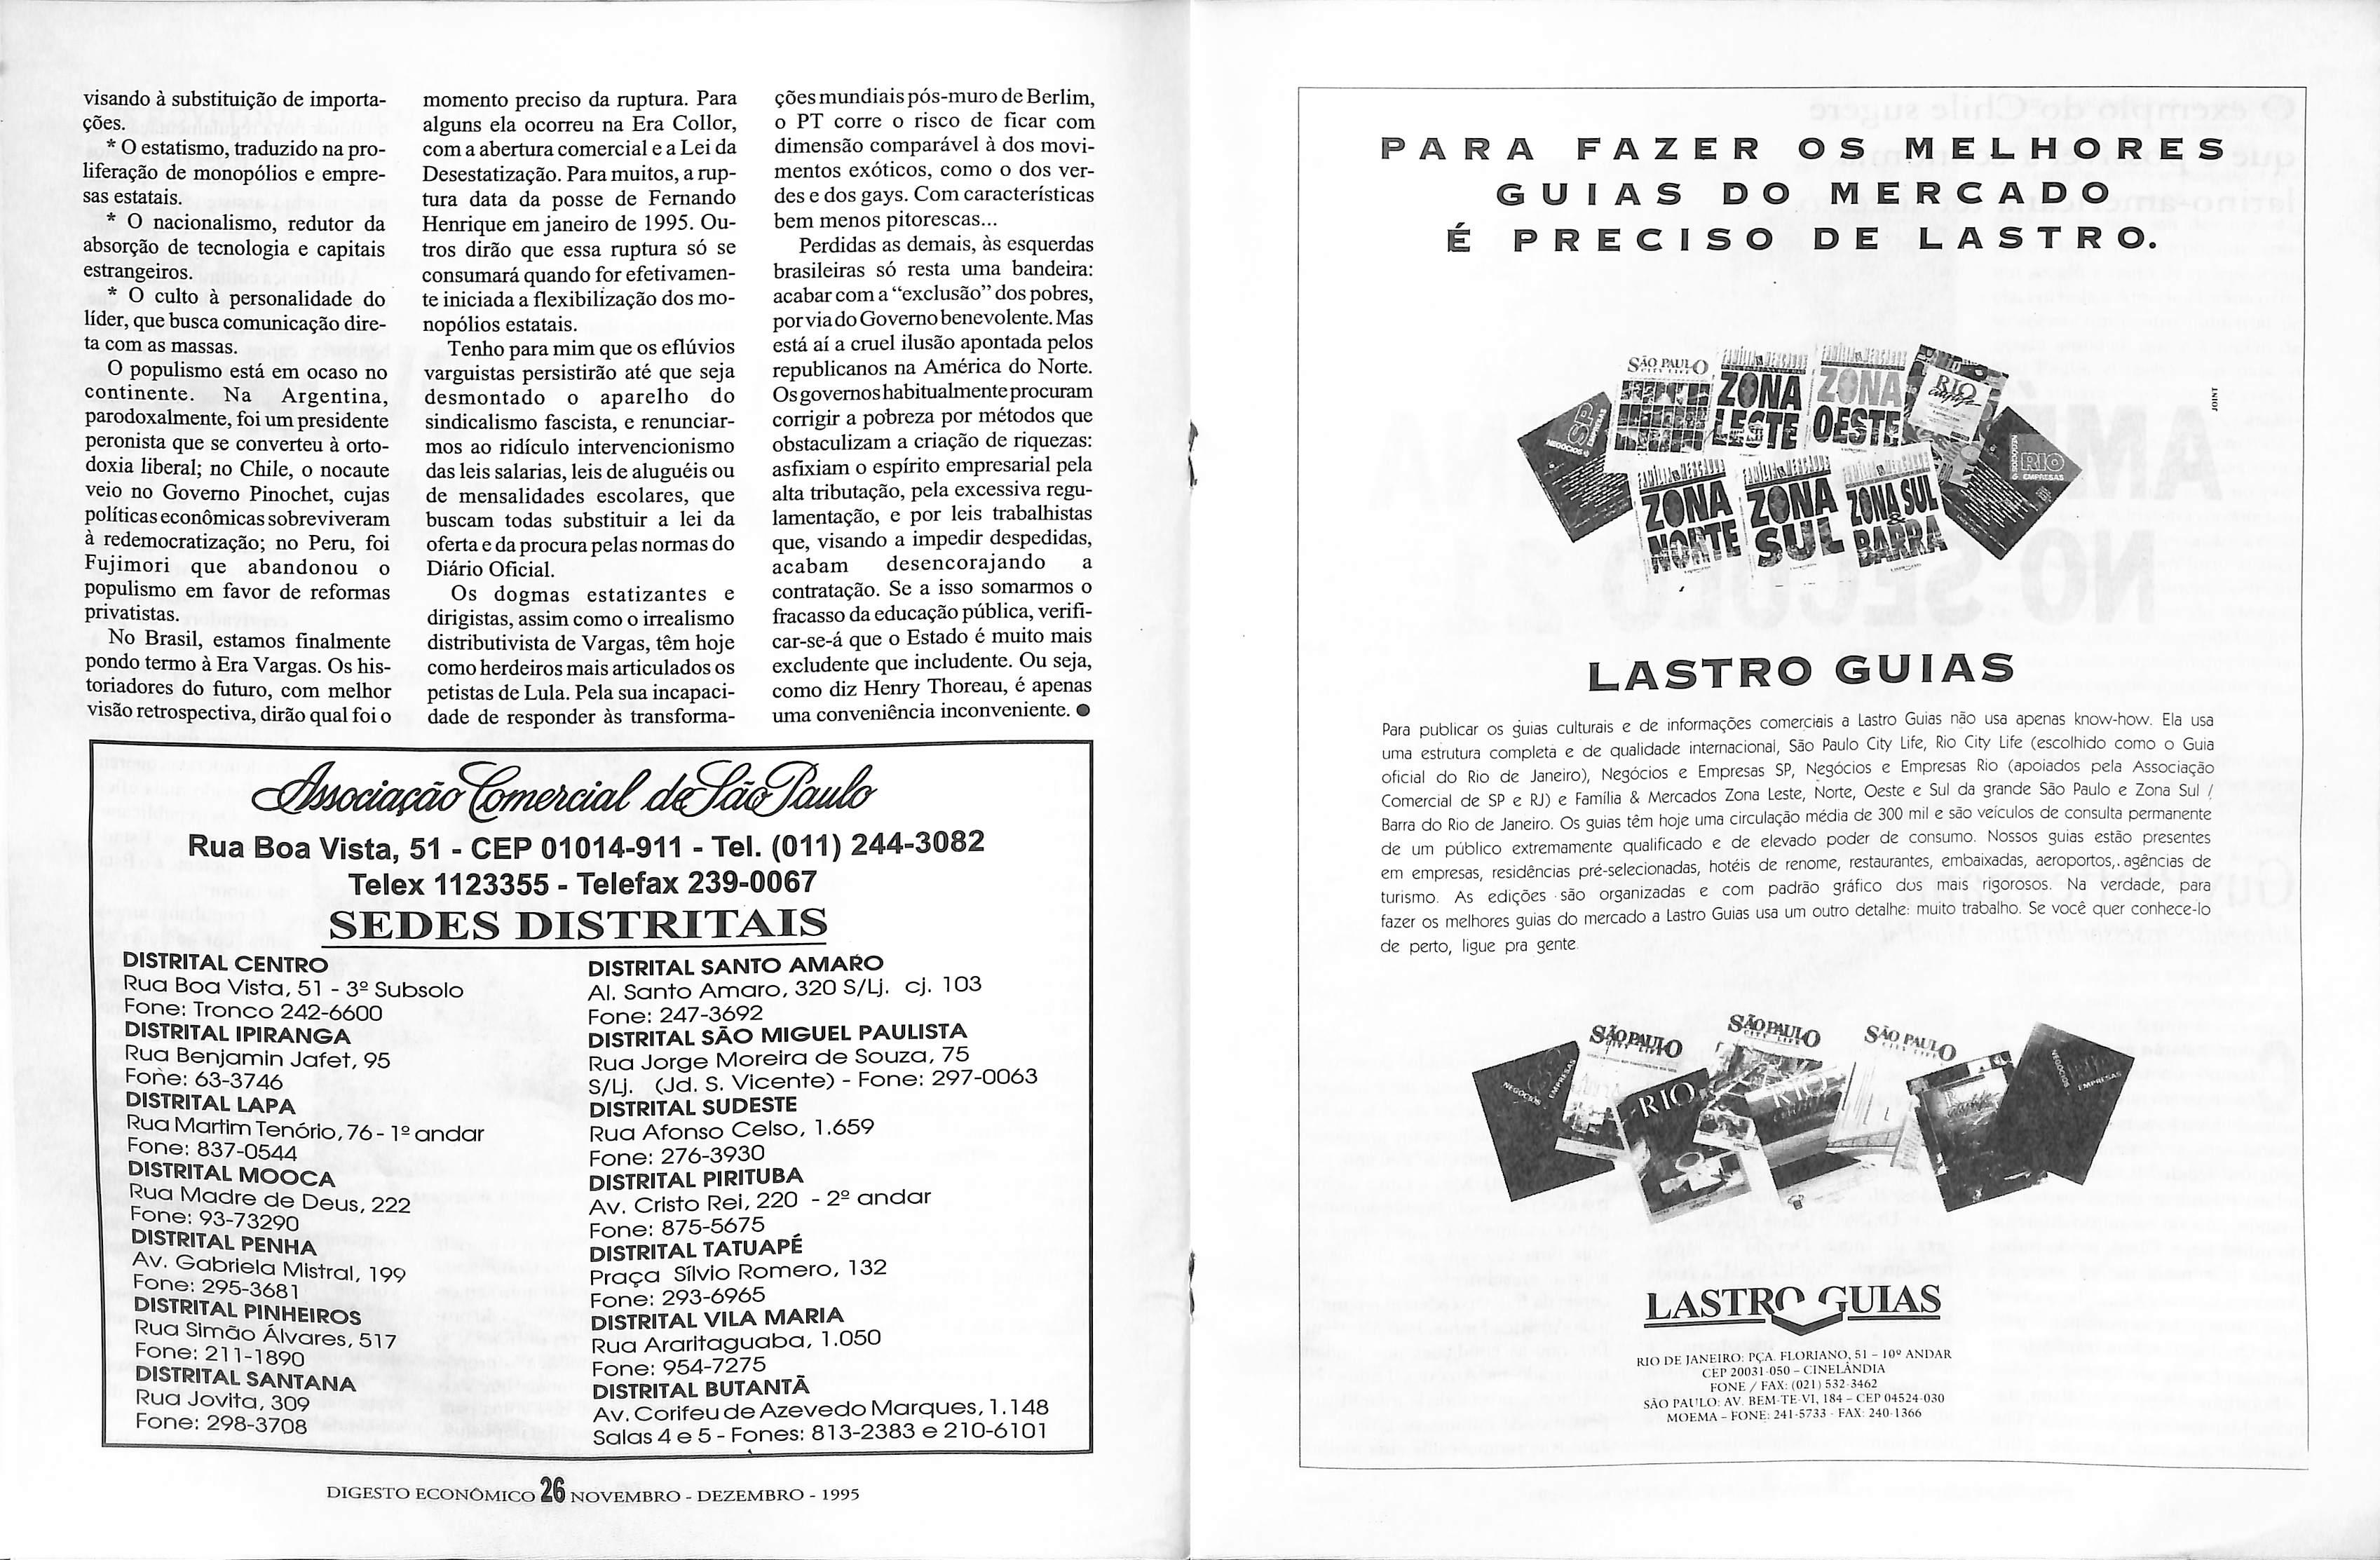 visando à substituição de importa-
ções.
* O estatismo, traduzido na pro-
liferação de monopólios e empre-
sas estatais.
* O nacionalismo, redutor da
absorção de tecnologia e capitais
estrangeiros.
* O culto à personalidade do
líder, que busca comunicação dire-
ta com as massas.
O populismo está em ocaso no
continente. Na Argentina,
parodoxalmente, foi um presidente
peronista que se converteu à orto-
doxia liberal; no Chile, o nocaute
veio no Governo Pinochet, cujas
políticas econômicas sobreviveram
à redemocratização; no Peru, foi
Fujimori que abandonou o
populismo em favor de reformas
privatistas.
No Brasil, estamos finalmente
pondo termo à Era Vargas. Os his-
toriadores do futuro, com melhor
visão retrospectiva, dirão qual foi o
momento preciso da ruptura. Para
alguns ela ocorreu na Era Collor,
com a abertura comercial e a Lei da
Desestatização. Para muitos, a rup-
tura data da posse de Fernando
Henrique em janeiro de 1995. Ou-
tros dirão que essa ruptura só se
consumará quando for efetivamen-
te iniciada a flexibilização dos mo-
nopólios estatais.
Tenho para mim que os eflúvios
varguistas persistirão até que seja
desmontado o aparelho do
sindicalismo fascista, e renunciar-
mos ao ridículo intervencionismo
das leis salarias, leis de aluguéis ou
de mensalidades escolares, que
buscam todas substituir a lei da
oferta e da procura pelas normas do
Diário Oficial.
Os dogmas estatizantes e
dirigistas, assim como o irrealismo
distributivista de Vargas, têm hoje
como herdeiros mais articulados os
petistas de Lula. Pela sua incapaci-
dade de responder às transforma-
ções mundiais pós-muro de Berlim,
o PT corre o risco de ficar com
dimensão comparável à dos movi-
mentos exóticos, como o dos ver-
des e dos gays. Com características
bem menos pitorescas...
Perdidas as demais, às esquerdas
brasileiras só resta uma bandeira:
acabar com a “exclusão” dos pobres,
por via do Governo benevolente. Mas
está aí a cruel ilusão apontada pelos
republicanos na América do Norte.
Os governos habitualmente procuram
corrigir a pobreza por métodos que
obstaculizam a criação de riquezas:
asfixiam o espírito empresarial pela
alta tributação, pela excessiva regu-
lamentação, e por leis trabalhistas
que, visando a impedir despedidas,
acabam desencorajando a
contratação. Se a isso somarmos o
fracasso da educação pública, verifi-
car-se-á que o Estado é muito mais
excludente que includente. Ou seja,
como diz Henry Thoreau, é apenas
uma conveniência inconveniente. ●
Associação Comercial de São Paulo
Rua Boa Vista, 51 - CEP 01014-911 - Tel. (011) 244-3082
Telex 1123355 - Telefax 239-0067
SEDES DISTRITAIS
DISTRITAL CENTRO
Rua Boa Vista, 51 - 3º Subsolo
Fone: Tronco 242-6600
DISTRITAL IPIRANGA
Rua Benjamin Jafet, 95
Fone: 63-3746
DISTRITAL LAPA
Rua Martim Tenório, 76 - 1º andar
Fone: 837-0544
DISTRITAL MOOCA
Rua Madre de Deus, 222
Fone: 93-73290
DISTRITAL PENHA
Av. Gabriela Mistral, 199
Fone: 295-3681
DISTRITAL PINHEIROS
Rua Simão Álvares, 517
Fone: 211-1890
DISTRITAL SANTANA
Rua Jovita, 309
Fone: 298-3708
DISTRITAL SANTO AMARO
Al. Santo Amaro, 320 S/Lj. cj. 103
Fone: 247-3692
DISTRITAL SÃO MIGUEL PAULISTA
Rua Jorge Moreira de Souza, 75
S/Lj. (Jd. S. Vicente) - Fone: 297-0063
DISTRITAL SUDESTE
Rua Afonso Celso, 1.659
Fone: 276-3930
DISTRITAL PIRITUBA
Av. Cristo Rei, 220 - 2º andar
Fone: 875-5675
DISTRITAL TATUAPÉ
Praça Sílvio Romero, 132
Fone: 293-6965
DISTRITAL VILA MARIA
Rua Araritaguaba, 1.050
Fone: 954-7275
DISTRITAL BUTANTÃ
Av. Corifeu de Azevedo Marques, 1.148
Salas 4 e 5 - Fones: 813-2383 e 210-6101
DIGESTO ECONÔMICO 26 NOVEMBRO - DEZEMBRO - 1995
PARA FAZER OS MELHORES
GUIAS DO MERCADO
É PRECISO DE LASTRO.
JOINT
NEGÓCIOS & EMPRESAS SP
SÃO PAULO CITY LIFE
ZONA LESTE
ZONA OESTE
RIO
NEGÓCIOS & EMPRESAS RIO
ZONA NORTE
ZONA SUL
ZONA SUL & BARRA
LASTRO GUIAS
Para publicar os guias culturais e de informações comerciais a Lastro Guias não usa apenas know-how. Ela usa
uma estrutura completa e de qualidade internacional, São Paulo City Life, Rio City Life (escolhido como o Guia
oficial do Rio de Janeiro), Negócios e Empresas SP, Negócios e Empresas Rio (apoiados pela Associação
Comercial de SP e RJ) e Família & Mercados Zona Leste, Norte, Oeste e Sul da grande São Paulo e Zona Sul /
Barra do Rio de Janeiro. Os guias têm hoje uma circulação média de 300 mil e são veículos de consulta permanente
de um público extremamente qualificado e de elevado poder de consumo. Nossos guias estão presentes
em empresas, residências pré-selecionadas, hotéis de renome, restaurantes, embaixadas, aeroportos, agências de
turismo. As edições são organizadas e com padrão gráfico dos mais rigorosos. Na verdade, para
fazer os melhores guias do mercado a Lastro Guias usa um outro detalhe: muito trabalho. Se você quer conhece-lo
de perto, ligue pra gente.
NEGÓCIOS EMPRESAS
SÃO PAULO CITY LIFE
SÃO PAULO CITY LIFE
SÃO PAULO CITY LIFE
RIO
RIO
NEGÓCIOS EMPRESAS
LASTRO GUIAS
RIO DE JANEIRO: PÇA. FLORIANO, 51 – 10º ANDAR
CEP 20031-050 – CINELÂNDIA
FONE / FAX: (021) 532-3462
SÃO PAULO: AV. BEM-TE-VI, 184 – CEP 04524-030
MOEMA – FONE: 241-5733 - FAX: 240-1366